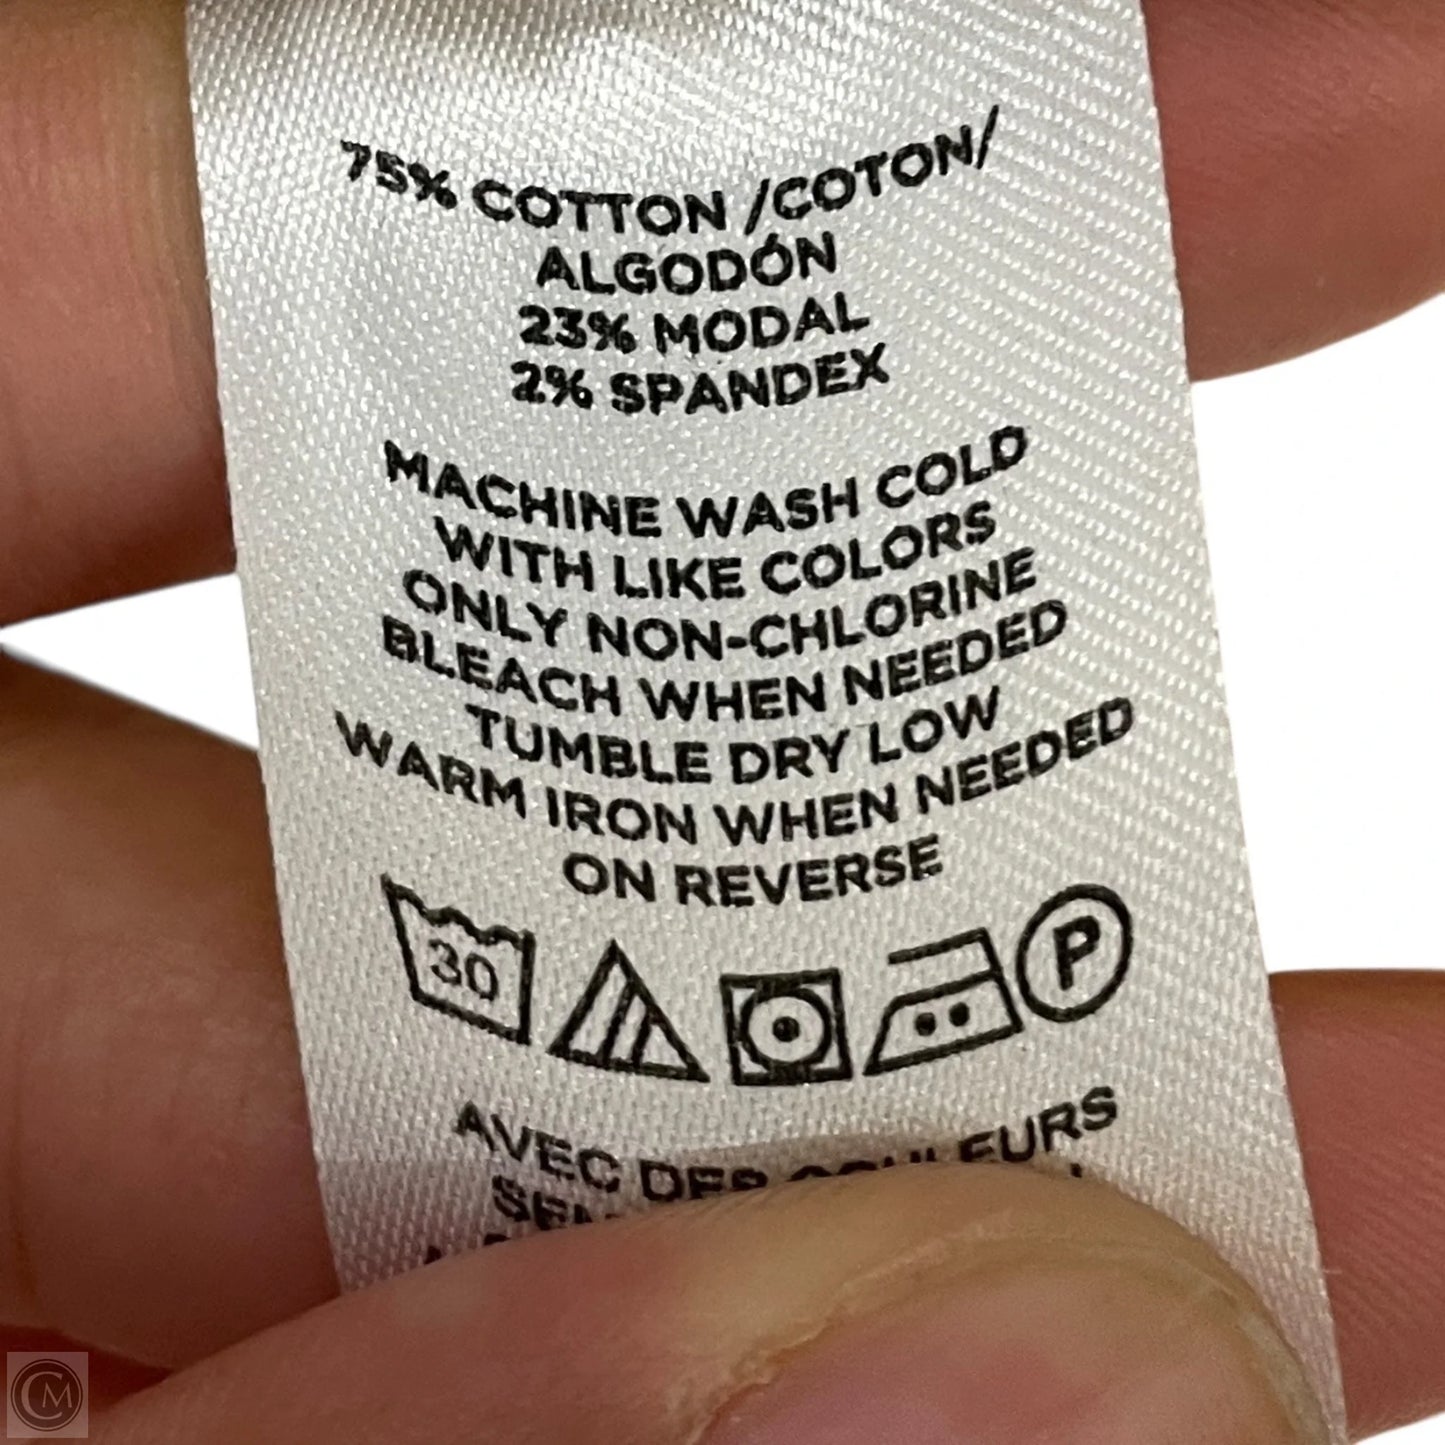 75% COTTON /COTON/
ALGODÓN
23% MODAL
2% SPANDEX
MACHINE WASH COLD
WITH LIKE COLORS
ONLY NON-CHLORINE
BLEACH WHEN NEEDED
TUMBLE DRY LOW
WARM IRON WHEN NEEDED
ON REVERSE
30
P
AVEC DES COULEURS
CM